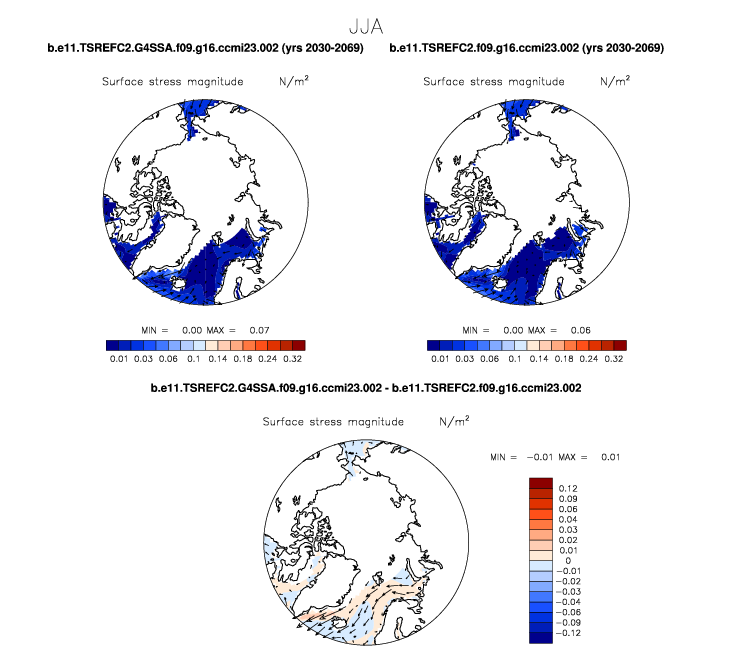 JJA
b.e11.TSREFC2.G4SSA.f09.g16.ccmi23.002 (yrs 2030-2069)
b.e11.TSREFC2.f09.g16.ccmi23.002 (yrs 2030-2069)
Surface stress magnitude N/m²
Surface stress magnitude N/m²
MIN = 0.00 MAX = 0.07
MIN = 0.00 MAX = 0.06
0.01 0.03 0.06 0.1 0.14 0.18 0.24 0.32
0.01 0.03 0.06 0.1 0.14 0.18 0.24 0.32
b.e11.TSREFC2.G4SSA.f09.g16.ccmi23.002 - b.e11.TSREFC2.f09.g16.ccmi23.002
Surface stress magnitude N/m²
MIN = -0.01 MAX = 0.01
0.12
0.09
0.06
0.04
0.03
0.02
0.01
0
-0.01
-0.02
-0.03
-0.04
-0.06
-0.09
-0.12